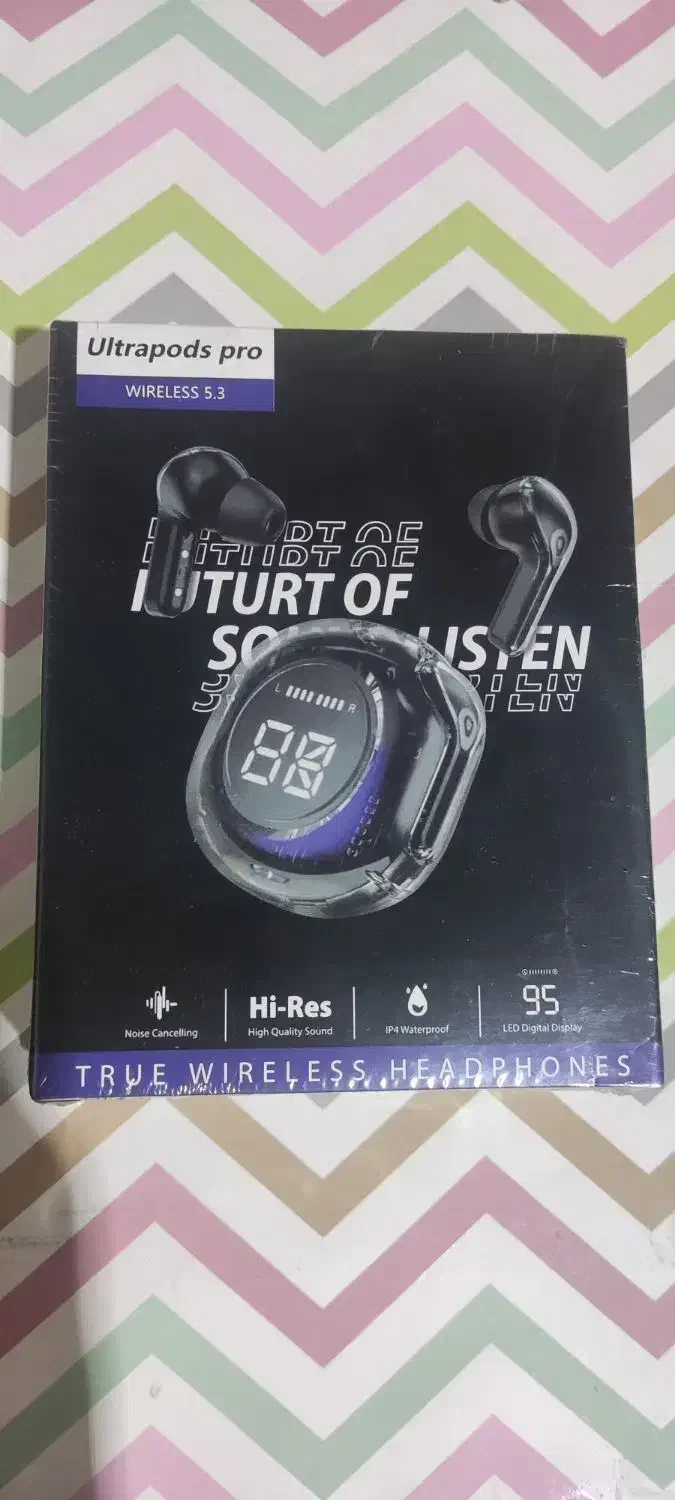 Ultrapods pro
WIRELESS 5.3
TURT OF
LISTEN
L R
88
95
Noise Cancelling
Hi-Res
High Quality Sound
IP4 Waterproof
LED Digital Display
TRUE WIRELESS HEADPHONES